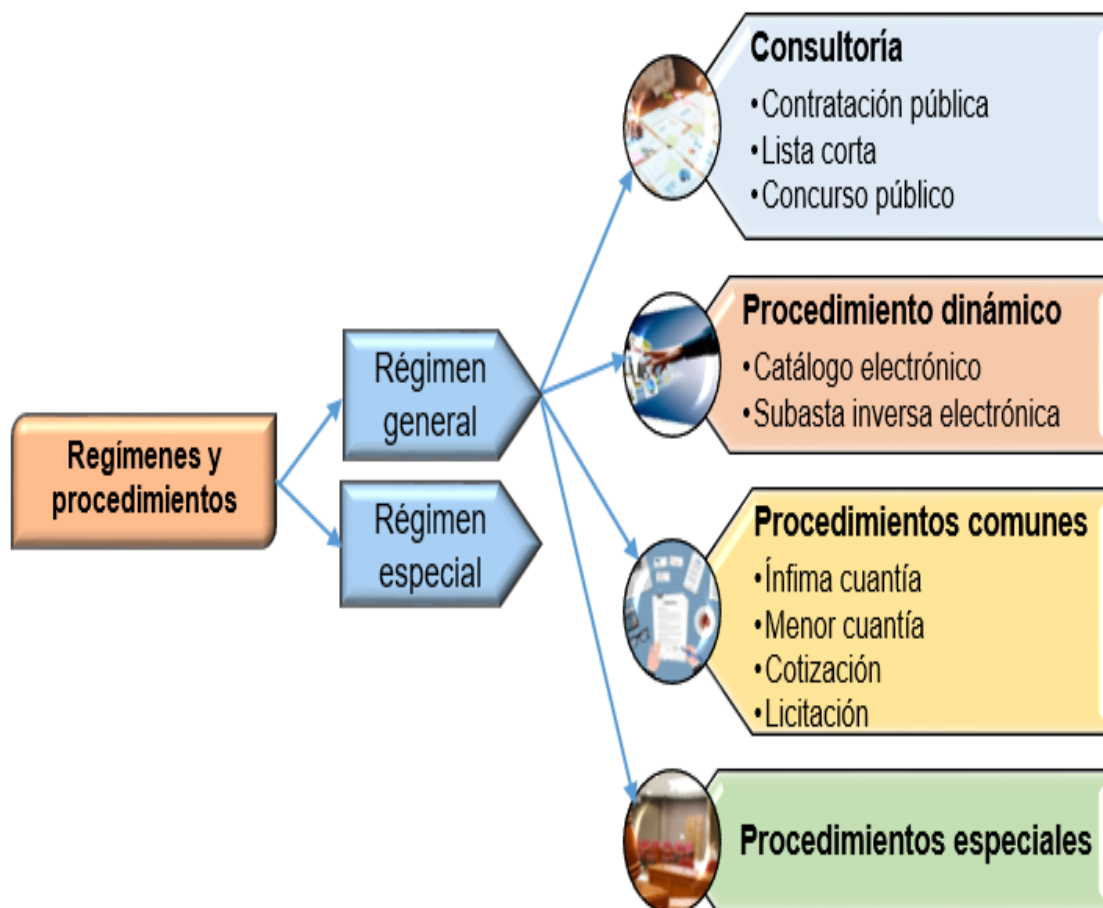 Regímenes y
procedimientos
Régimen
general
Régimen
especial
Consultoría
•Contratación pública
•Lista corta
•Concurso público
Procedimiento dinámico
•Catálogo electrónico
•Subasta inversa electrónica
Procedimientos comunes
•Ínfima cuantía
•Menor cuantía
•Cotización
•Licitación
Procedimientos especiales